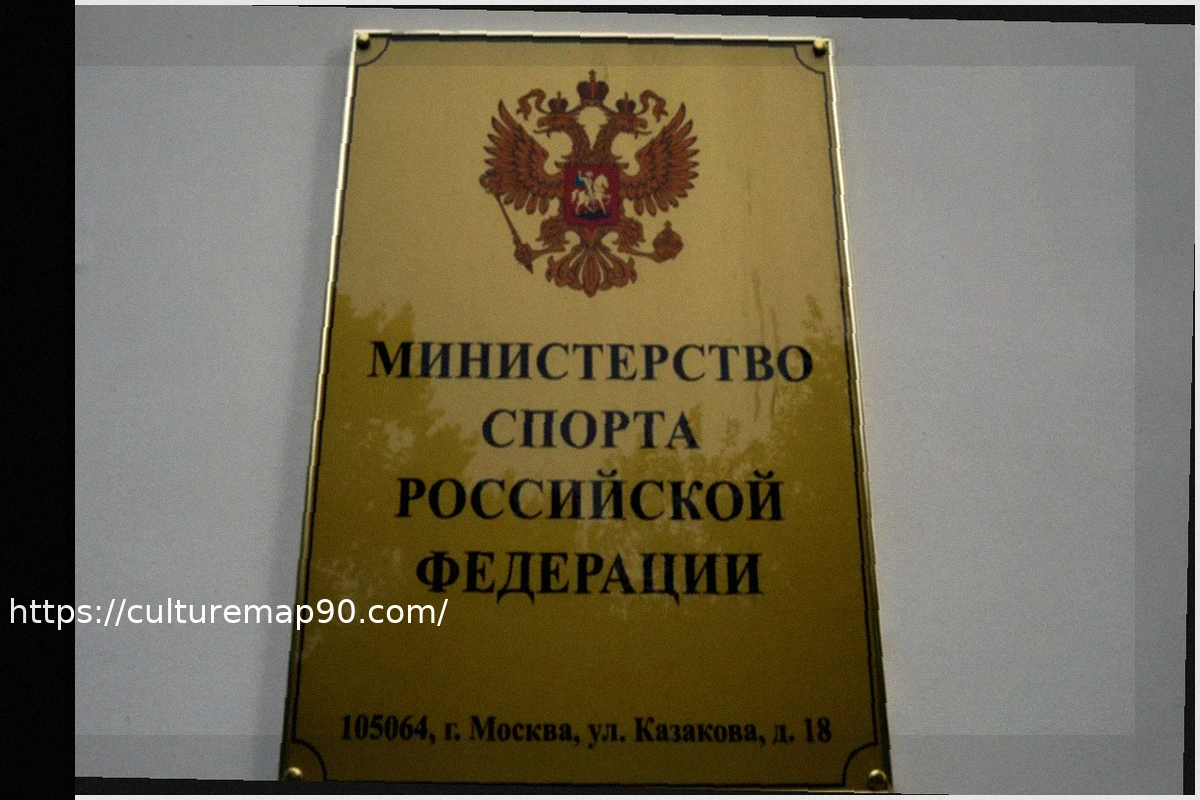 МИНИСТЕРСТВО
СПОРТА
РОССИЙСКОЙ
ФЕДЕРАЦИИ
https://culturemap90.com/
105064, г. Москва, ул. Казакова, д. 18